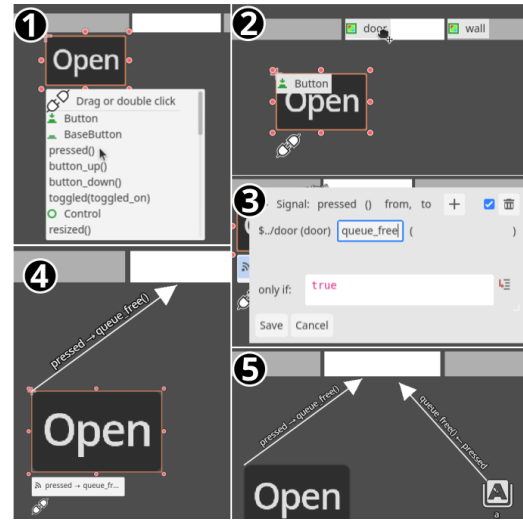 1
Open
Drag or double click
Button
BaseButton
pressed()
button_up()
button_down()
toggled(toggled_on)
Control
resized()
2
door
wall
Button
Open
3
Signal: pressed () from, to +
$../door (door) queue_free ( )
only if: true
Save Cancel
4
pressed → queue_free()
Open
pressed → queue_fr...
5
pressed → queue_free()
queue_free() ← pressed
Open
A
a